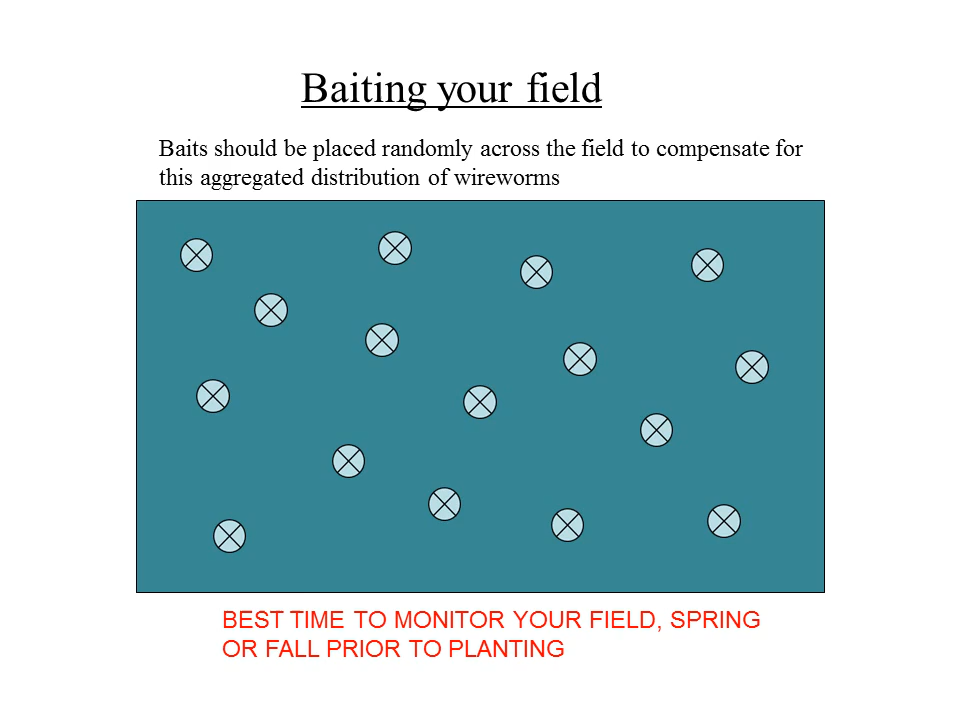 Baiting your field
Baits should be placed randomly across the field to compensate for
this aggregated distribution of wireworms
BEST TIME TO MONITOR YOUR FIELD, SPRING
OR FALL PRIOR TO PLANTING